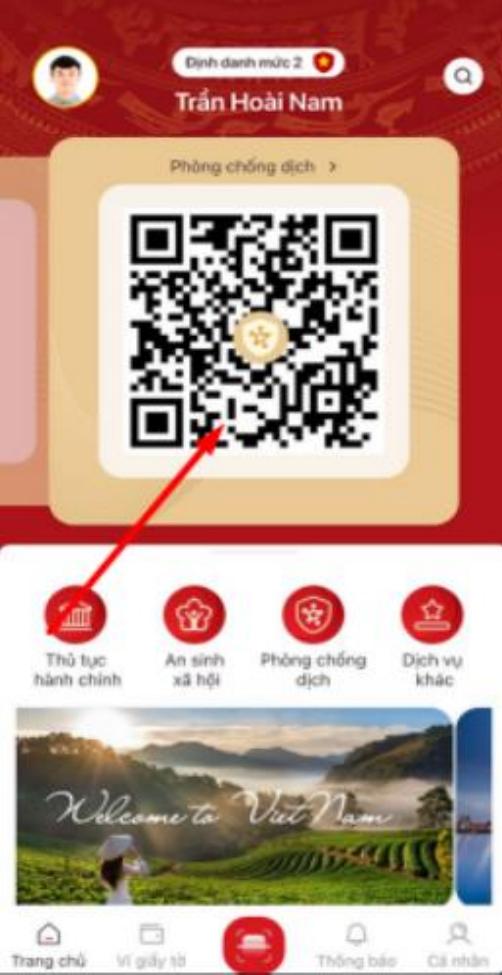 Định danh mức 2
Trần Hoài Nam
Phòng chống dịch >
Thủ tục
hành chính
An sinh
xã hội
Phòng chống
dịch
Dịch vụ
khác
Welcome to Viet Nam
Trang chủ
Ví giấy tờ
Thông báo
Cá nhân